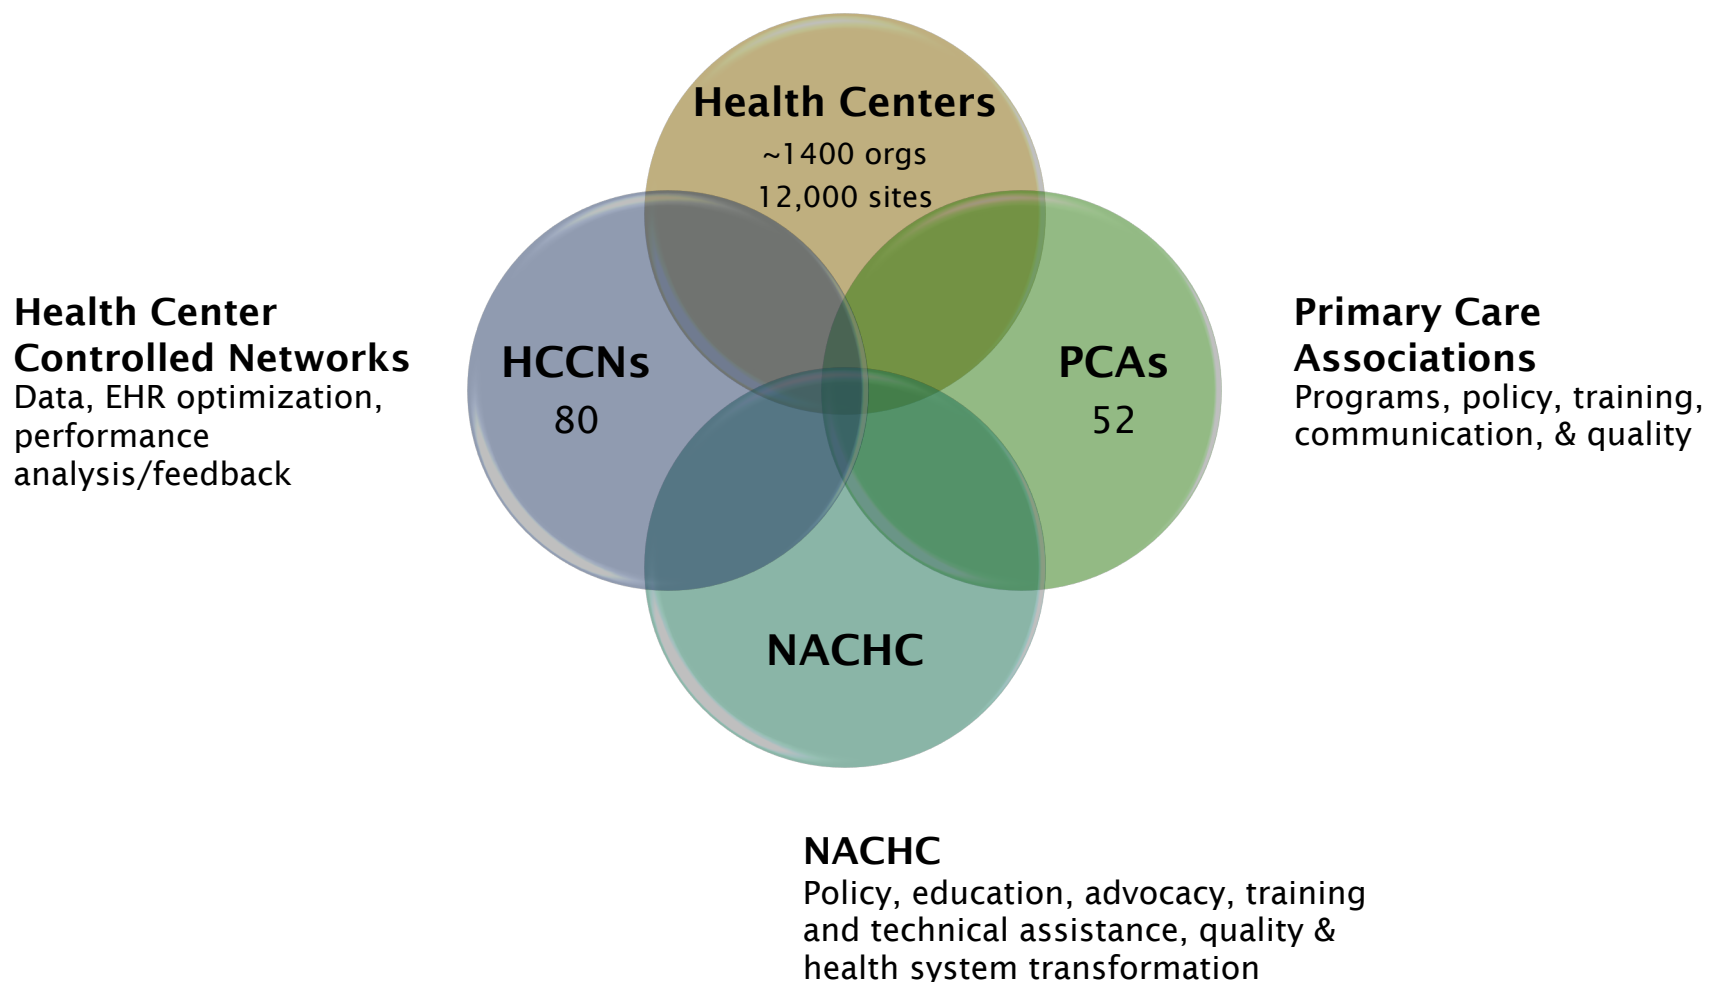 Health Centers
~1400 orgs
12,000 sites
Health Center
Controlled Networks
Data, EHR optimization,
performance
analysis/feedback
HCCNs
80
PCAs
52
Primary Care
Associations
Programs, policy, training,
communication, & quality
NACHC
NACHC
Policy, education, advocacy, training
and technical assistance, quality &
health system transformation